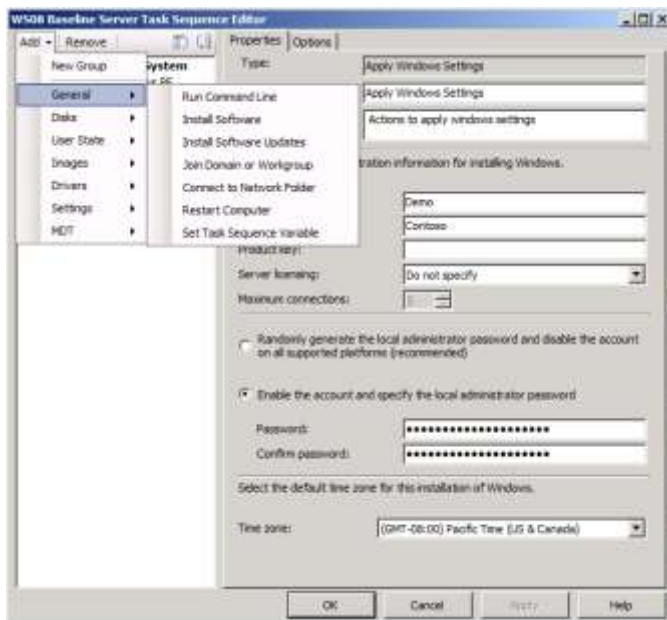 WS08 Baseline Server Task Sequence Editor
Add Remove
Properties Options
New Group
ystem
General
Disks
User State
Images
Drivers
Settings
MDT
Run Command Line
Install Software
Install Software Updates
Join Domain or Workgroup
Connect to Network Folder
Restart Computer
Set Task Sequence Variable
Type: Apply Windows Settings
Apply Windows Settings
Actions to apply windows settings
tration information for installing Windows.
Demo
Contoso
Product key:
Server licensing: Do not specify
Maximum connections:
Randomly generate the local administrator password and disable the account
on all supported platforms (recommended)
Enable the account and specify the local administrator password
Password:
Confirm password:
Select the default time zone for this installation of Windows.
Time zone: (GMT-08:00) Pacific Time (US & Canada)
OK Cancel Apply Help